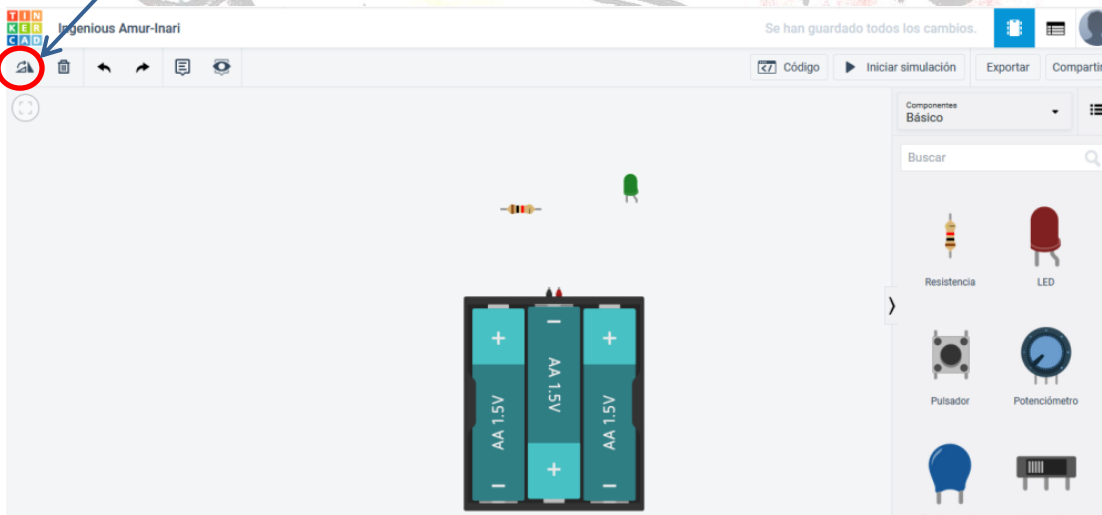 TIN
KER
CAD
Ingenious Amur-Inari
Se han guardado todos los cambios.
Código
Iniciar simulación
Exportar
Compartir
Componentes
Básico
Buscar
Resistencia
LED
Pulsador
Potenciómetro
+
AA 1.5V
−
−
AA 1.5V
+
+
AA 1.5V
−